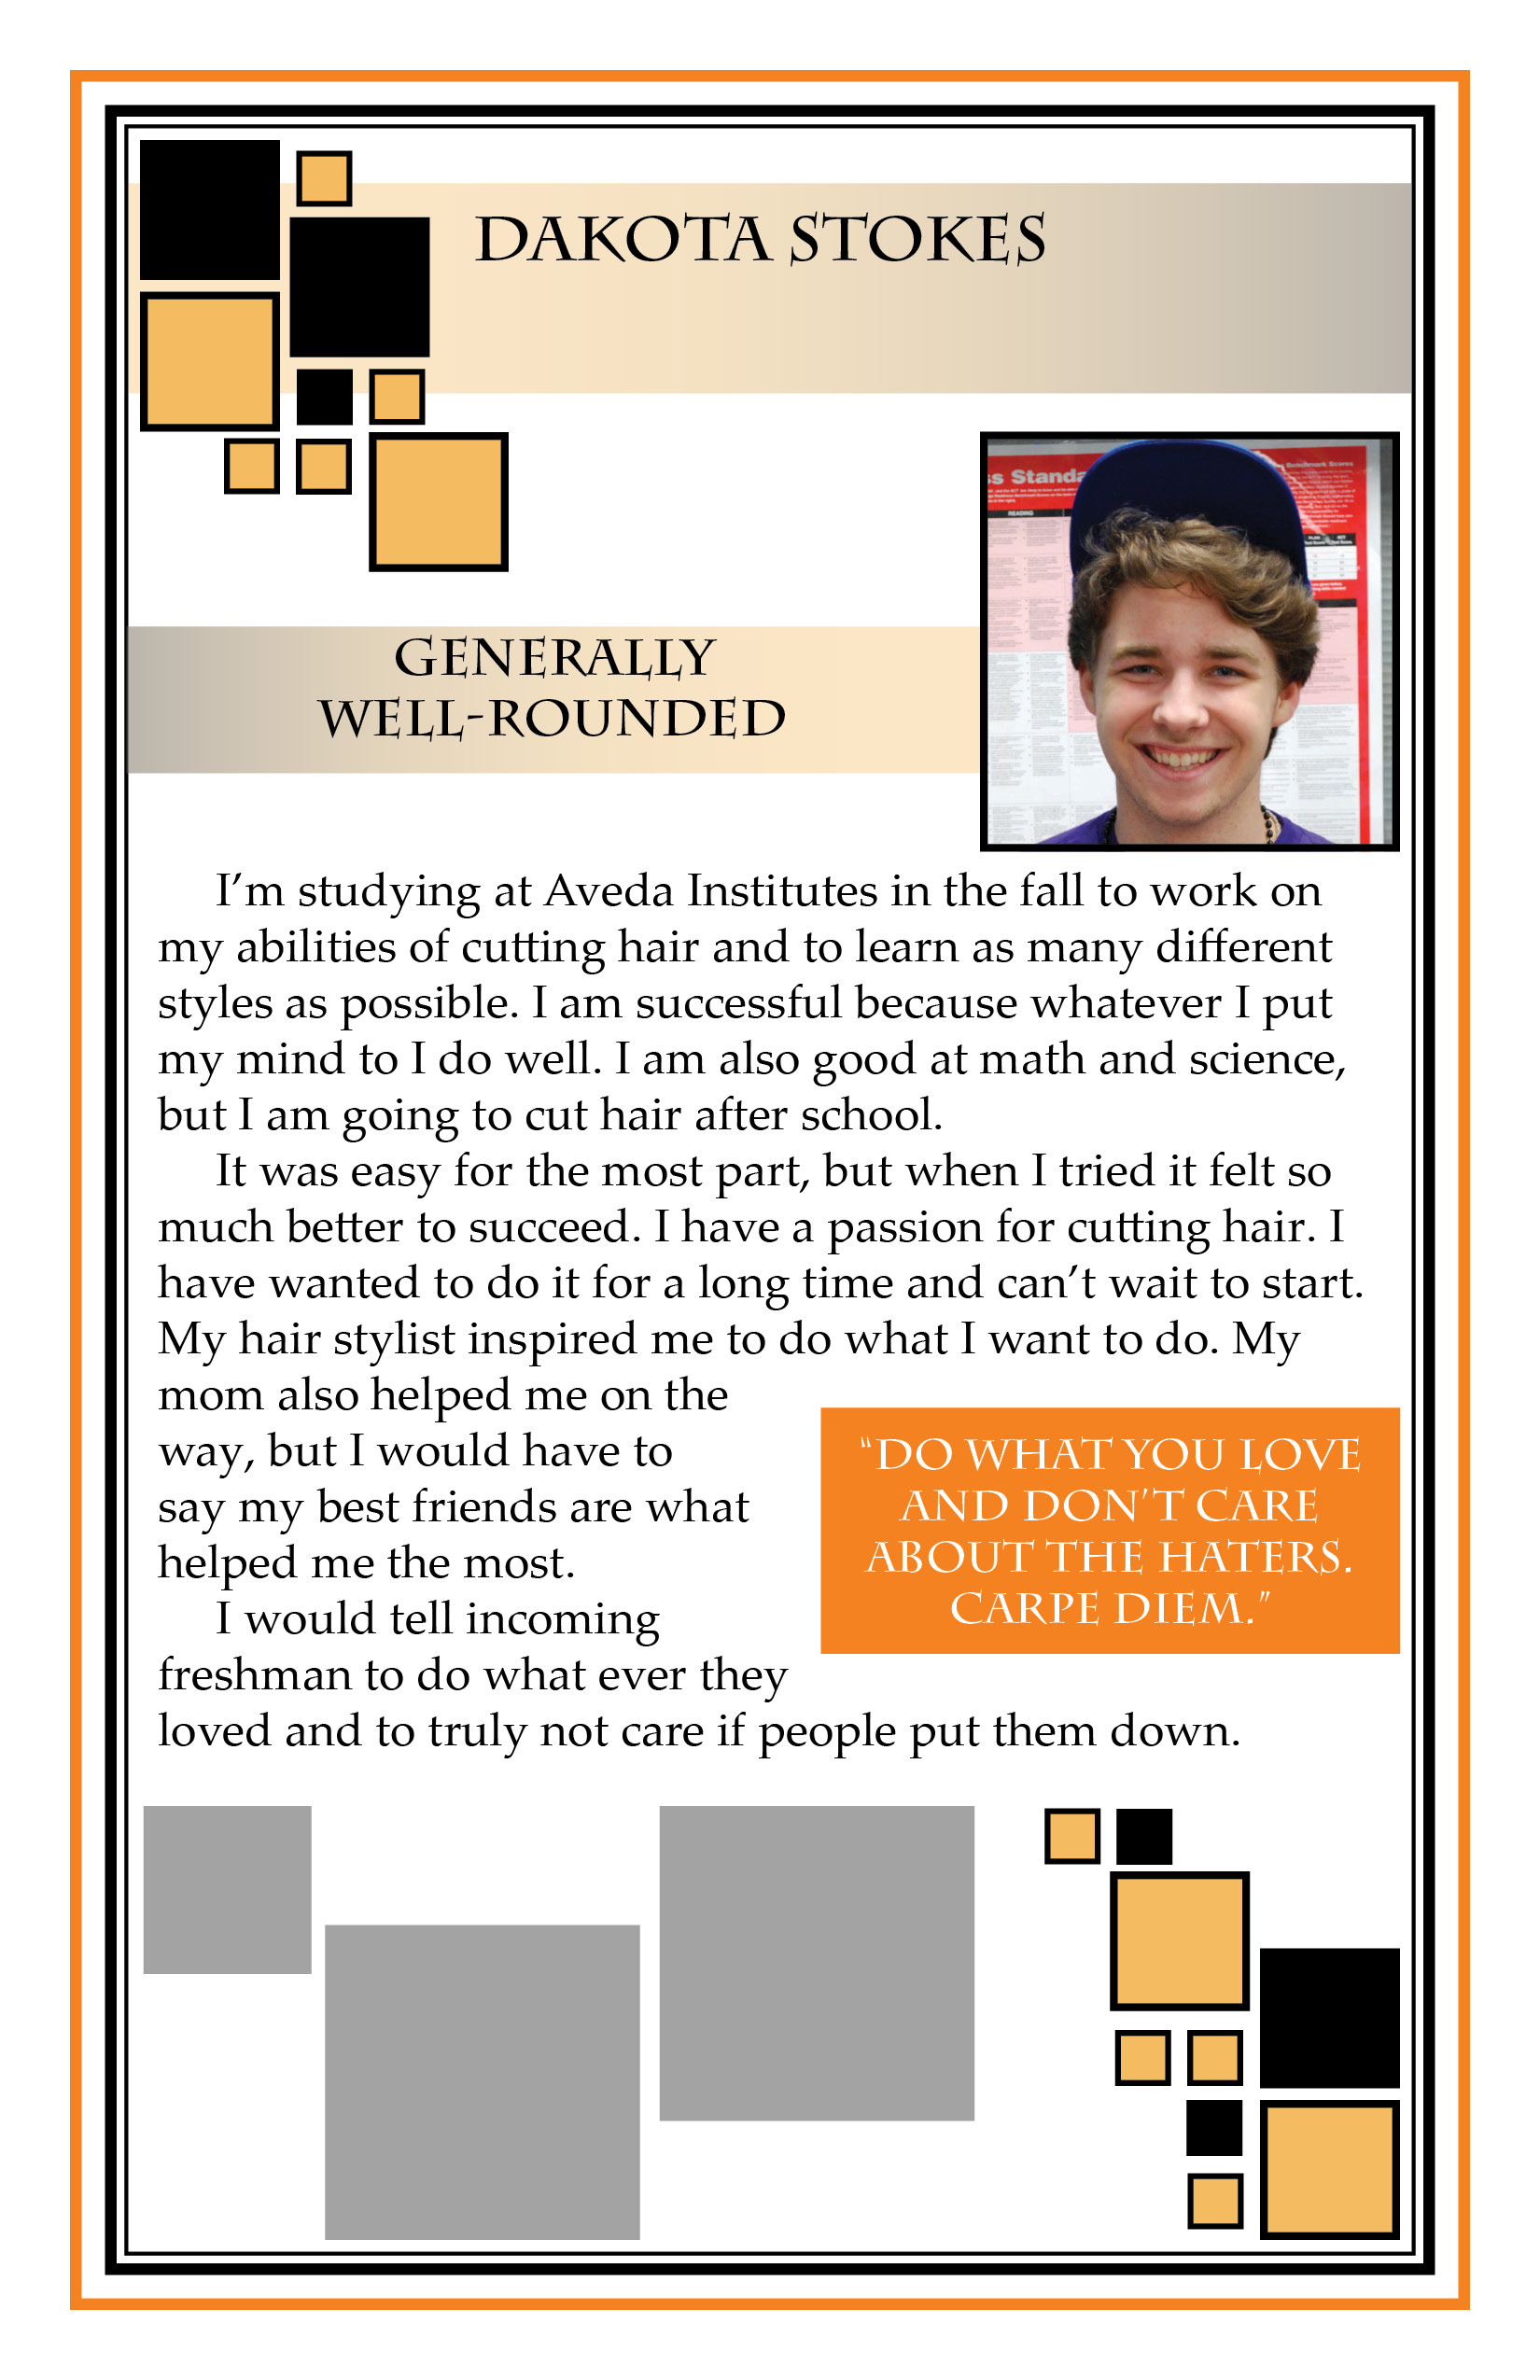 DAKOTA STOKES
ss Standa
Benchmark Scores
READING
PLAN
ACT
GENERALLY
WELL-ROUNDED
I’m studying at Aveda Institutes in the fall to work on
my abilities of cutting hair and to learn as many different
styles as possible. I am successful because whatever I put
my mind to I do well. I am also good at math and science,
but I am going to cut hair after school.
It was easy for the most part, but when I tried it felt so
much better to succeed. I have a passion for cutting hair. I
have wanted to do it for a long time and can’t wait to start.
My hair stylist inspired me to do what I want to do. My
mom also helped me on the
way, but I would have to
say my best friends are what
helped me the most.
I would tell incoming
freshman to do what ever they
loved and to truly not care if people put them down.
“DO WHAT YOU LOVE
AND DON’T CARE
ABOUT THE HATERS.
CARPE DIEM.”